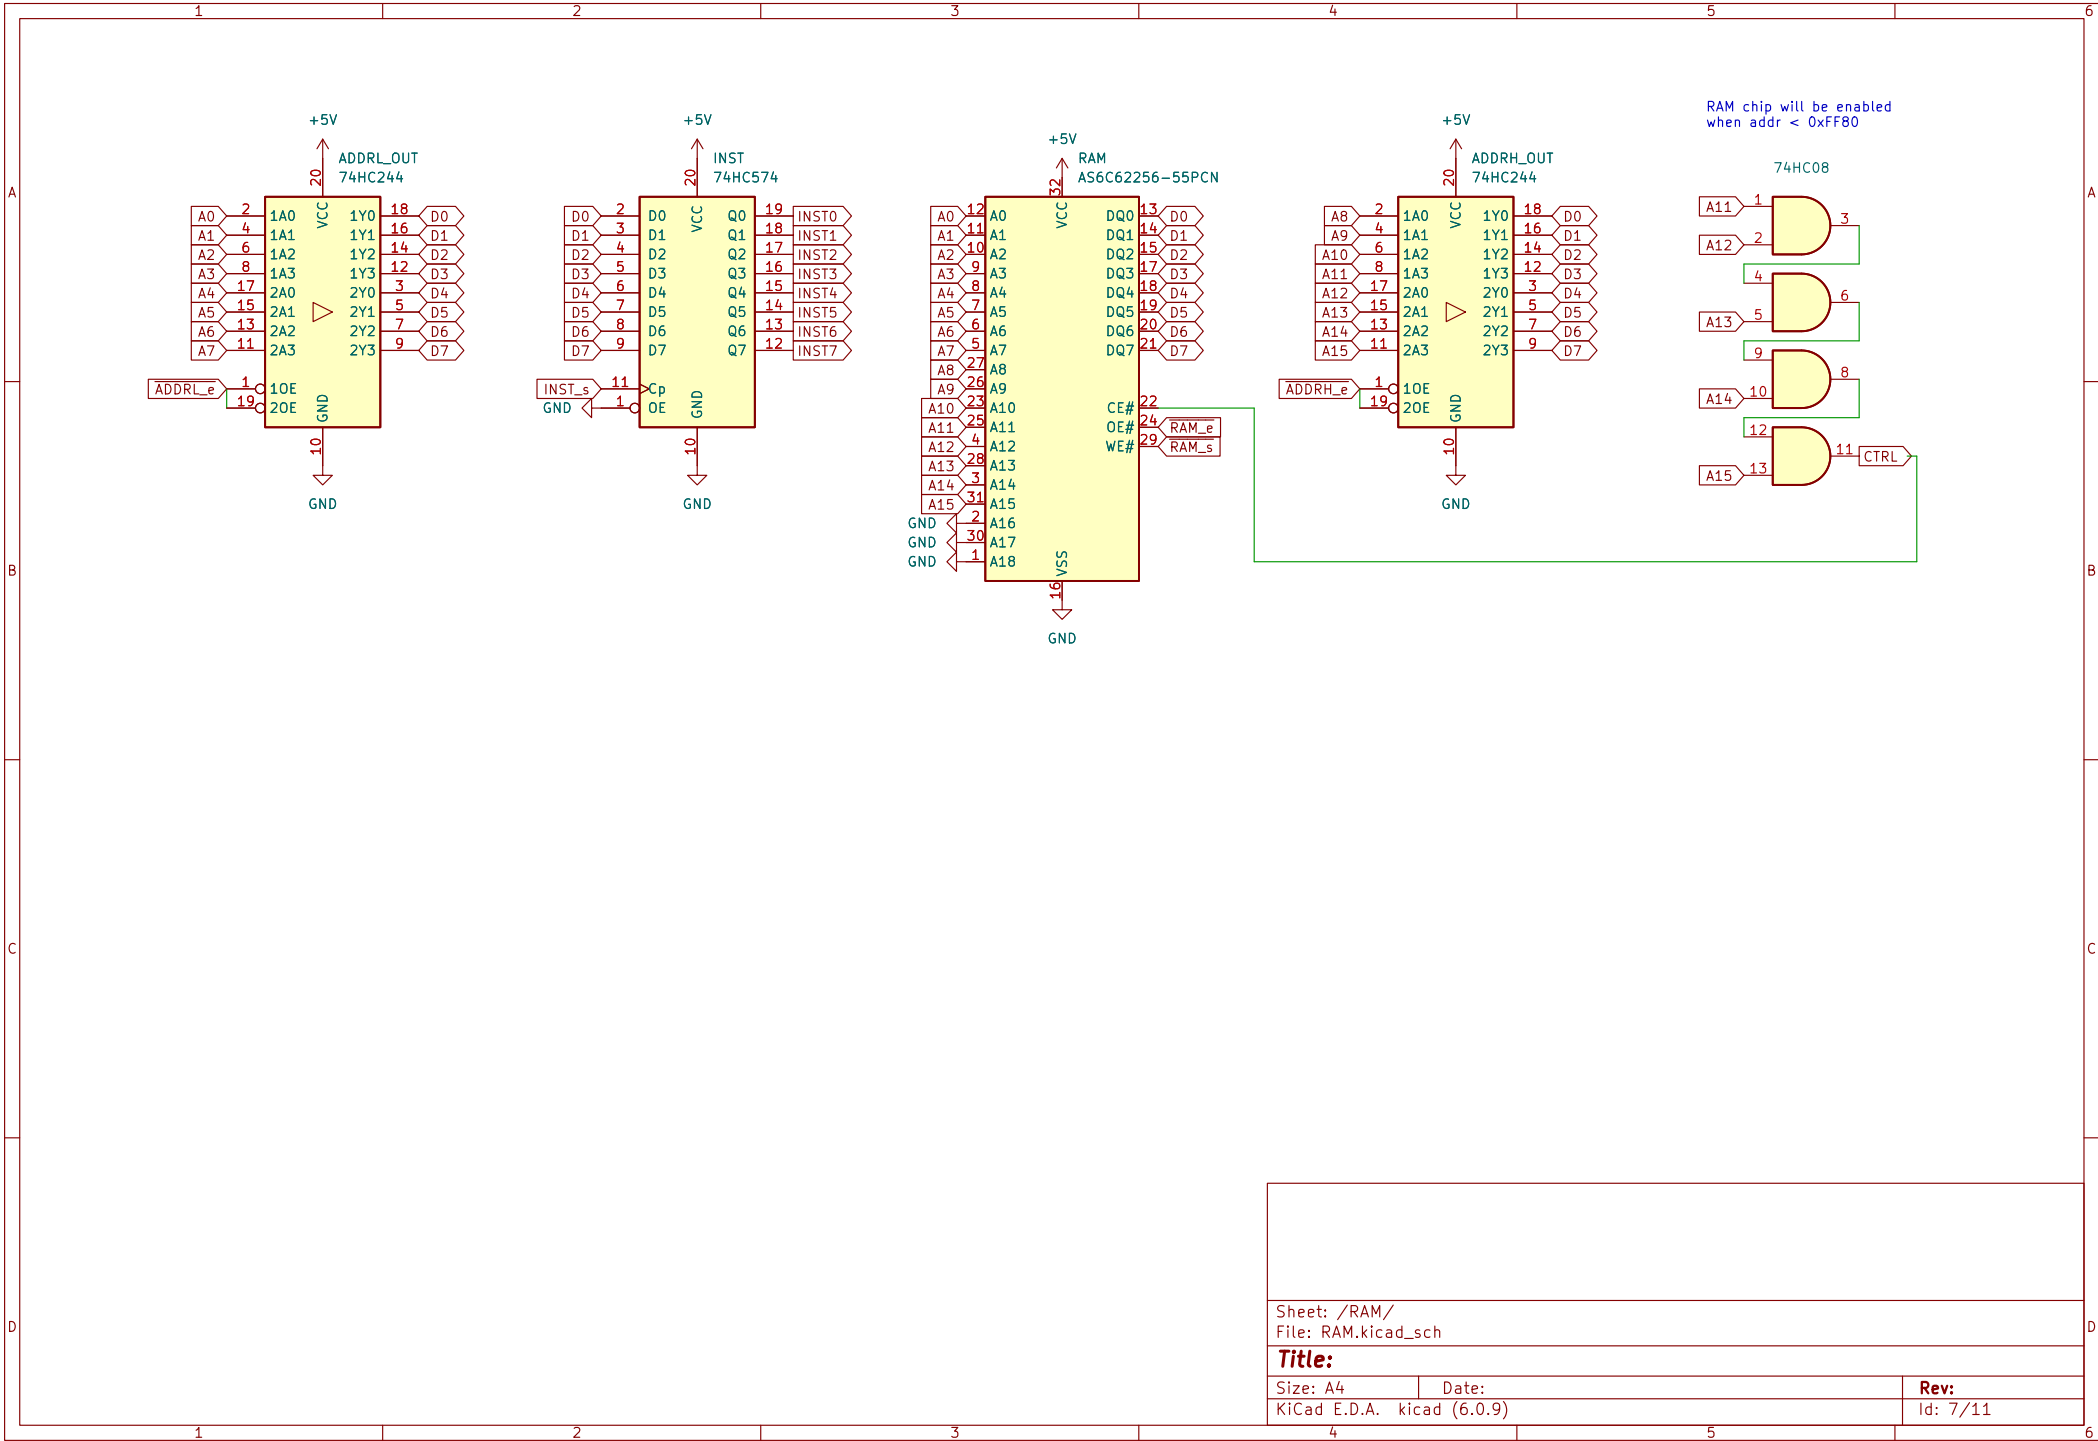 1 2 3 4 5 6
RAM chip will be enabled
when addr < 0xFF80
+5V
ADDRL_OUT
74HC244
20
VCC
A0 2 1A0 1Y0 18 D0
A1 4 1A1 1Y1 16 D1
A2 6 1A2 1Y2 14 D2
A3 8 1A3 1Y3 12 D3
A4 17 2A0 2Y0 3 D4
A5 15 2A1 2Y1 5 D5
A6 13 2A2 2Y2 7 D6
A7 11 2A3 2Y3 9 D7
ADDRL_e 1 1OE
19 2OE
GND
10
GND
+5V
INST
74HC574
20
VCC
D0 2 D0 Q0 19 INST0
D1 3 D1 Q1 18 INST1
D2 4 D2 Q2 17 INST2
D3 5 D3 Q3 16 INST3
D4 6 D4 Q4 15 INST4
D5 7 D5 Q5 14 INST5
D6 8 D6 Q6 13 INST6
D7 9 D7 Q7 12 INST7
INST_s 11 Cp
GND 1 OE
GND
10
GND
+5V
RAM
AS6C62256-55PCN
32
VCC
A0 12 A0 DQ0 13 D0
A1 11 A1 DQ1 14 D1
A2 10 A2 DQ2 15 D2
A3 9 A3 DQ3 17 D3
A4 8 A4 DQ4 18 D4
A5 7 A5 DQ5 19 D5
A6 6 A6 DQ6 20 D6
A7 5 A7 DQ7 21 D7
A8 27 A8
A9 26 A9
A10 23 A10 CE# 22
A11 25 A11 OE# 24 RAM_e
A12 4 A12 WE# 29 RAM_s
A13 28 A13
A14 3 A14
A15 31 A15
GND 2 A16
GND 30 A17
GND 1 A18
VSS
16
GND
+5V
ADDRH_OUT
74HC244
20
VCC
A8 2 1A0 1Y0 18 D0
A9 4 1A1 1Y1 16 D1
A10 6 1A2 1Y2 14 D2
A11 8 1A3 1Y3 12 D3
A12 17 2A0 2Y0 3 D4
A13 15 2A1 2Y1 5 D5
A14 13 2A2 2Y2 7 D6
A15 11 2A3 2Y3 9 D7
ADDRH_e 1 1OE
19 2OE
GND
10
GND
74HC08
A11 1
3
A12 2
4
6
A13 5
9
8
A14 10
12
11 CTRL
A15 13
A A
B B
C C
D D
Sheet: /RAM/
File: RAM.kicad_sch
Title:
Size: A4 Date: Rev:
KiCad E.D.A. kicad (6.0.9) Id: 7/11
1 2 3 4 5 6